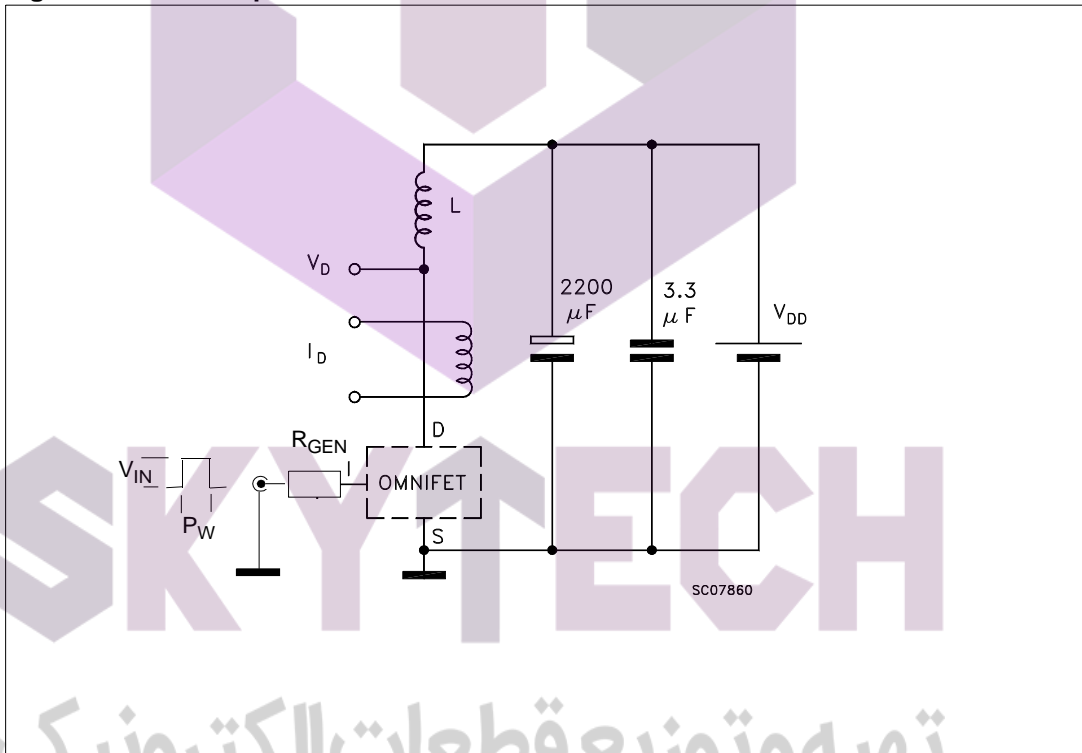 L
V_D
2200
μF
3.3
μF
V_DD
I_D
D
R_GEN
I
V_IN
OMNIFET
P_W
S
SC07860
SKYTECH